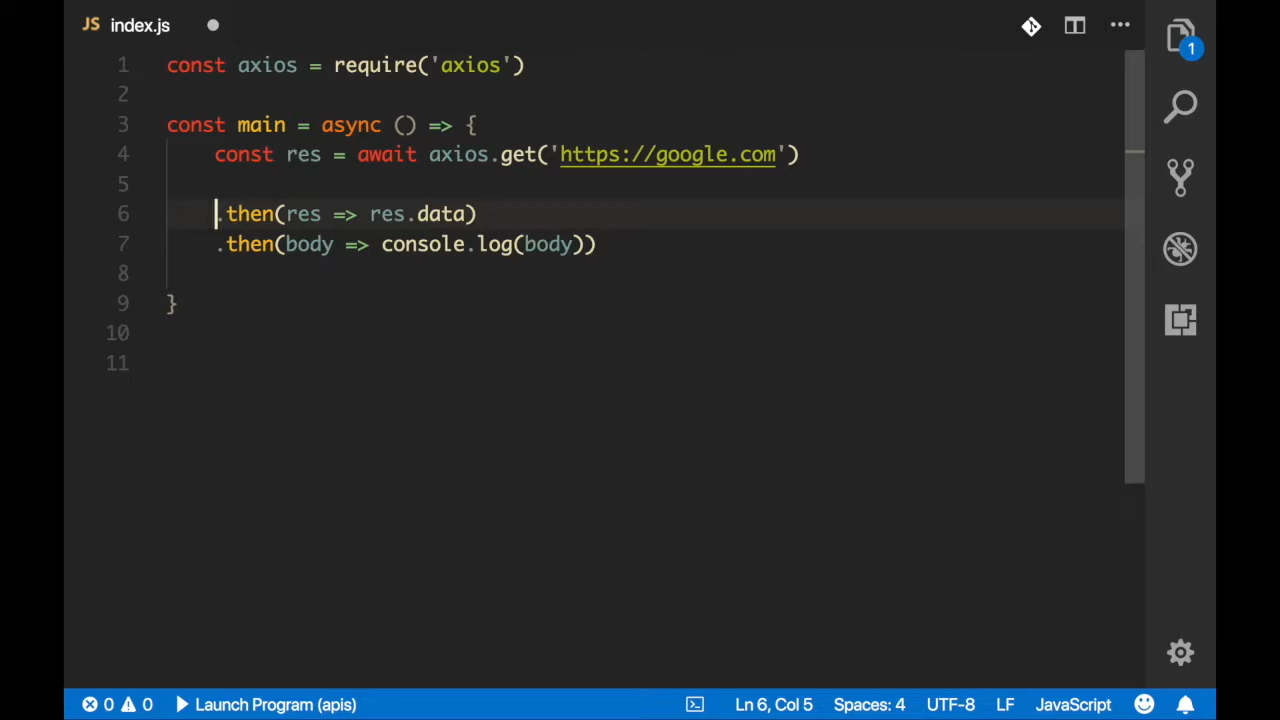 JS index.js
1 const axios = require('axios')
2
3 const main = async () => {
4 const res = await axios.get('https://google.com')
5
6 .then(res => res.data)
7 .then(body => console.log(body))
8
9 }
10
11
1
0 0 Launch Program (apis) Ln 6, Col 5 Spaces: 4 UTF-8 LF JavaScript